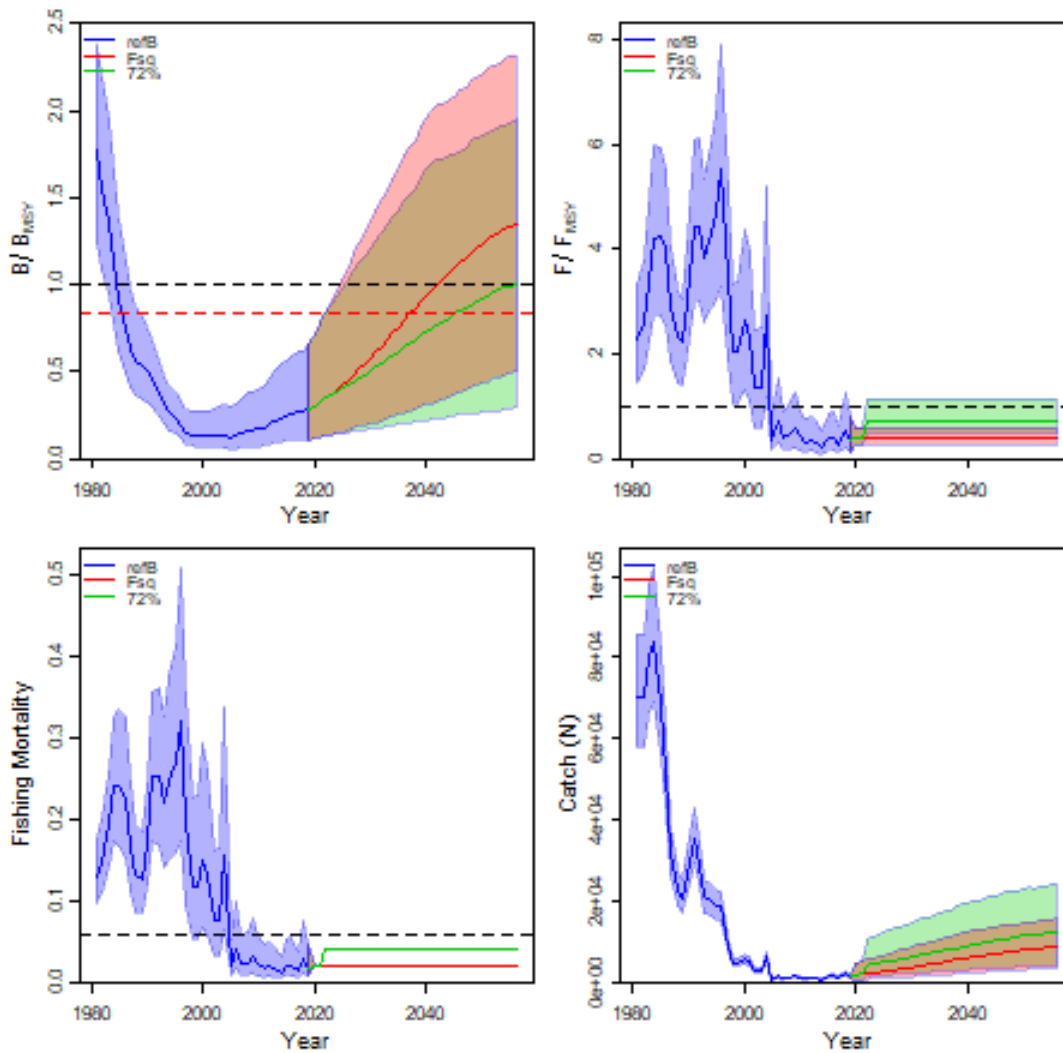 refB
Fsq
72%
B/ B_MSY
0.0 0.5 1.0 1.5 2.0 2.5
1980 2000 2020 2040
Year
refB
Fsq
72%
F/ F_MSY
0 2 4 6 8
1980 2000 2020 2040
Year
refB
Fsq
72%
Fishing Mortality
0.0 0.1 0.2 0.3 0.4 0.5
1980 2000 2020 2040
Year
refB
Fsq
72%
Catch (N)
0e+00 2e+04 4e+04 6e+04 8e+04 1e+05
1980 2000 2020 2040
Year